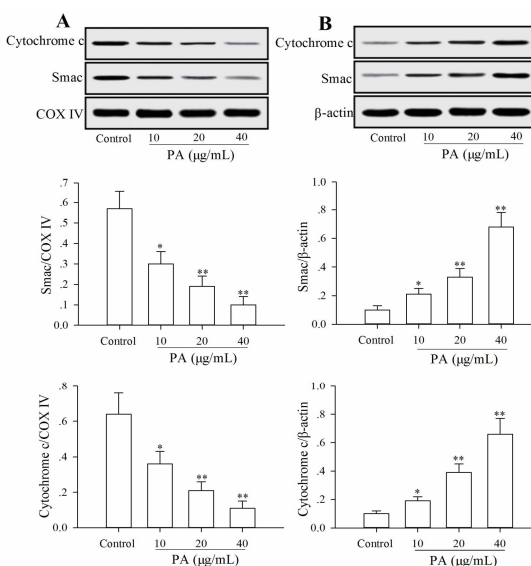 A
Cytochrome c
Smac
COX IV
Control 10 20 40
PA (μg/mL)
B
Cytochrome c
Smac
β-actin
Control 10 20 40
PA (μg/mL)
Smac/COX IV
.7
.6
.5
.4
.3
.2
.1
0.0
*
**
**
Control 10 20 40
PA (μg/mL)
Smac/β-actin
1.0
.8
.6
.4
.2
0.0
*
**
**
Control 10 20 40
PA (μg/mL)
Cytochrome c/COX IV
.8
.6
.4
.2
0.0
*
**
**
Control 10 20 40
PA (μg/mL)
Cytochrome c/β-actin
1.0
.8
.6
.4
.2
0.0
*
**
**
Control 10 20 40
PA (μg/mL)